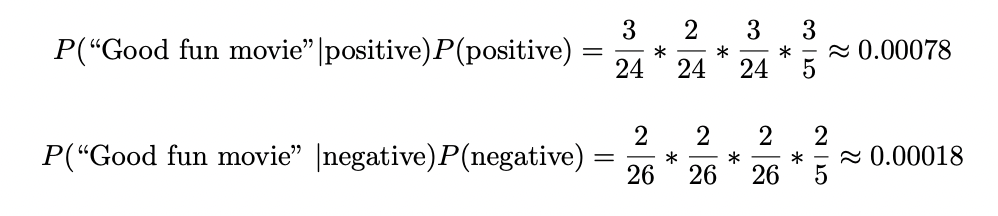 P(“Good fun movie”|positive)P(positive) = 3/24 * 2/24 * 3/24 * 3/5 ≈ 0.00078
P(“Good fun movie” |negative)P(negative) = 2/26 * 2/26 * 2/26 * 2/5 ≈ 0.00018